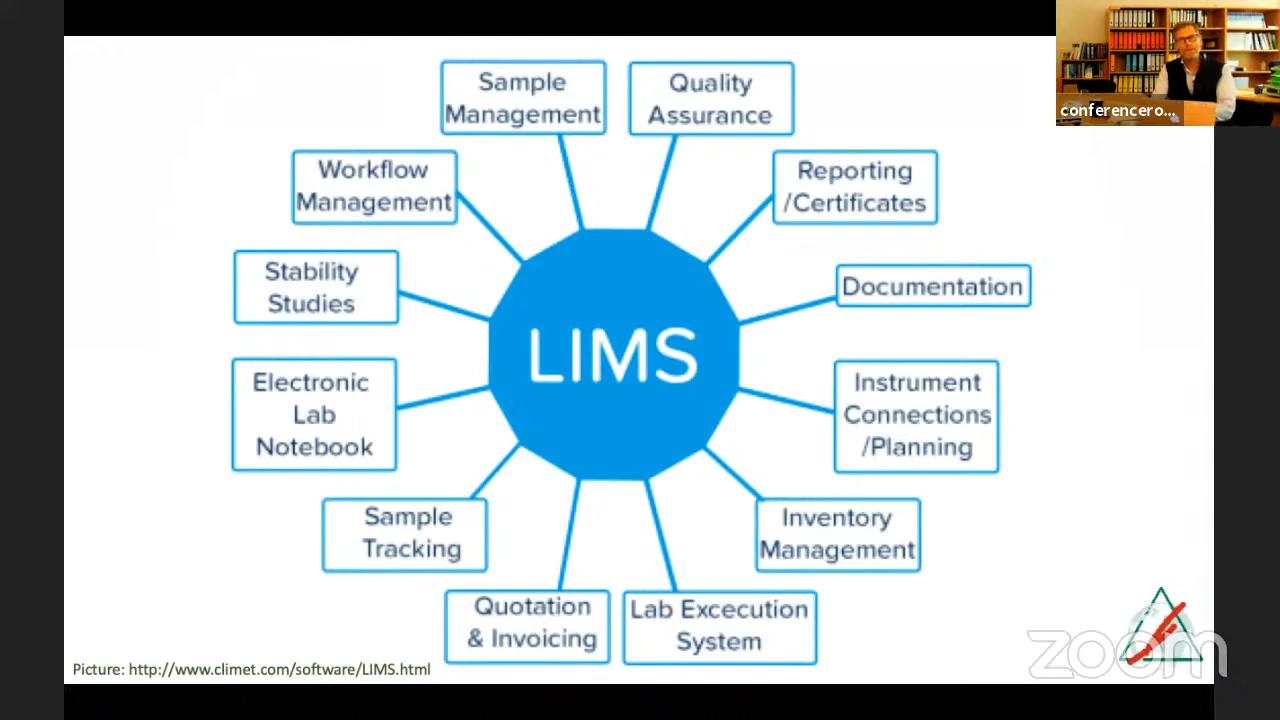 conferencero...
Sample
Management
Quality
Assurance
Workflow
Management
Reporting
/Certificates
Stability
Studies
Documentation
LIMS
Electronic
Lab
Notebook
Instrument
Connections
/Planning
Sample
Tracking
Inventory
Management
Quotation
& Invoicing
Lab Excecution
System
Picture: http://www.climet.com/software/LIMS.html
zoom